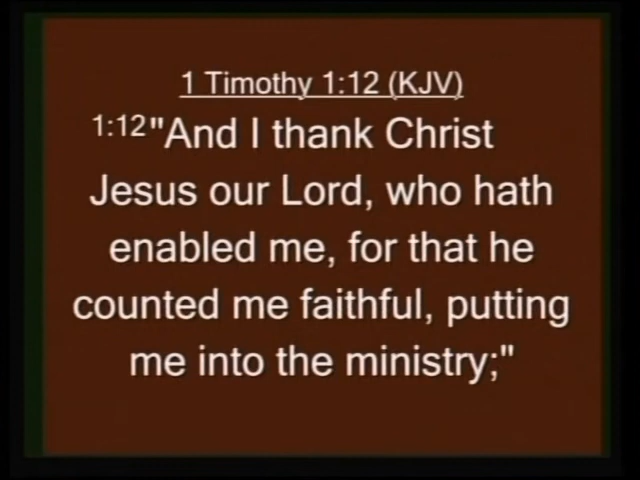 1 Timothy 1:12 (KJV)
1:12"And I thank Christ
Jesus our Lord, who hath
enabled me, for that he
counted me faithful, putting
me into the ministry;"